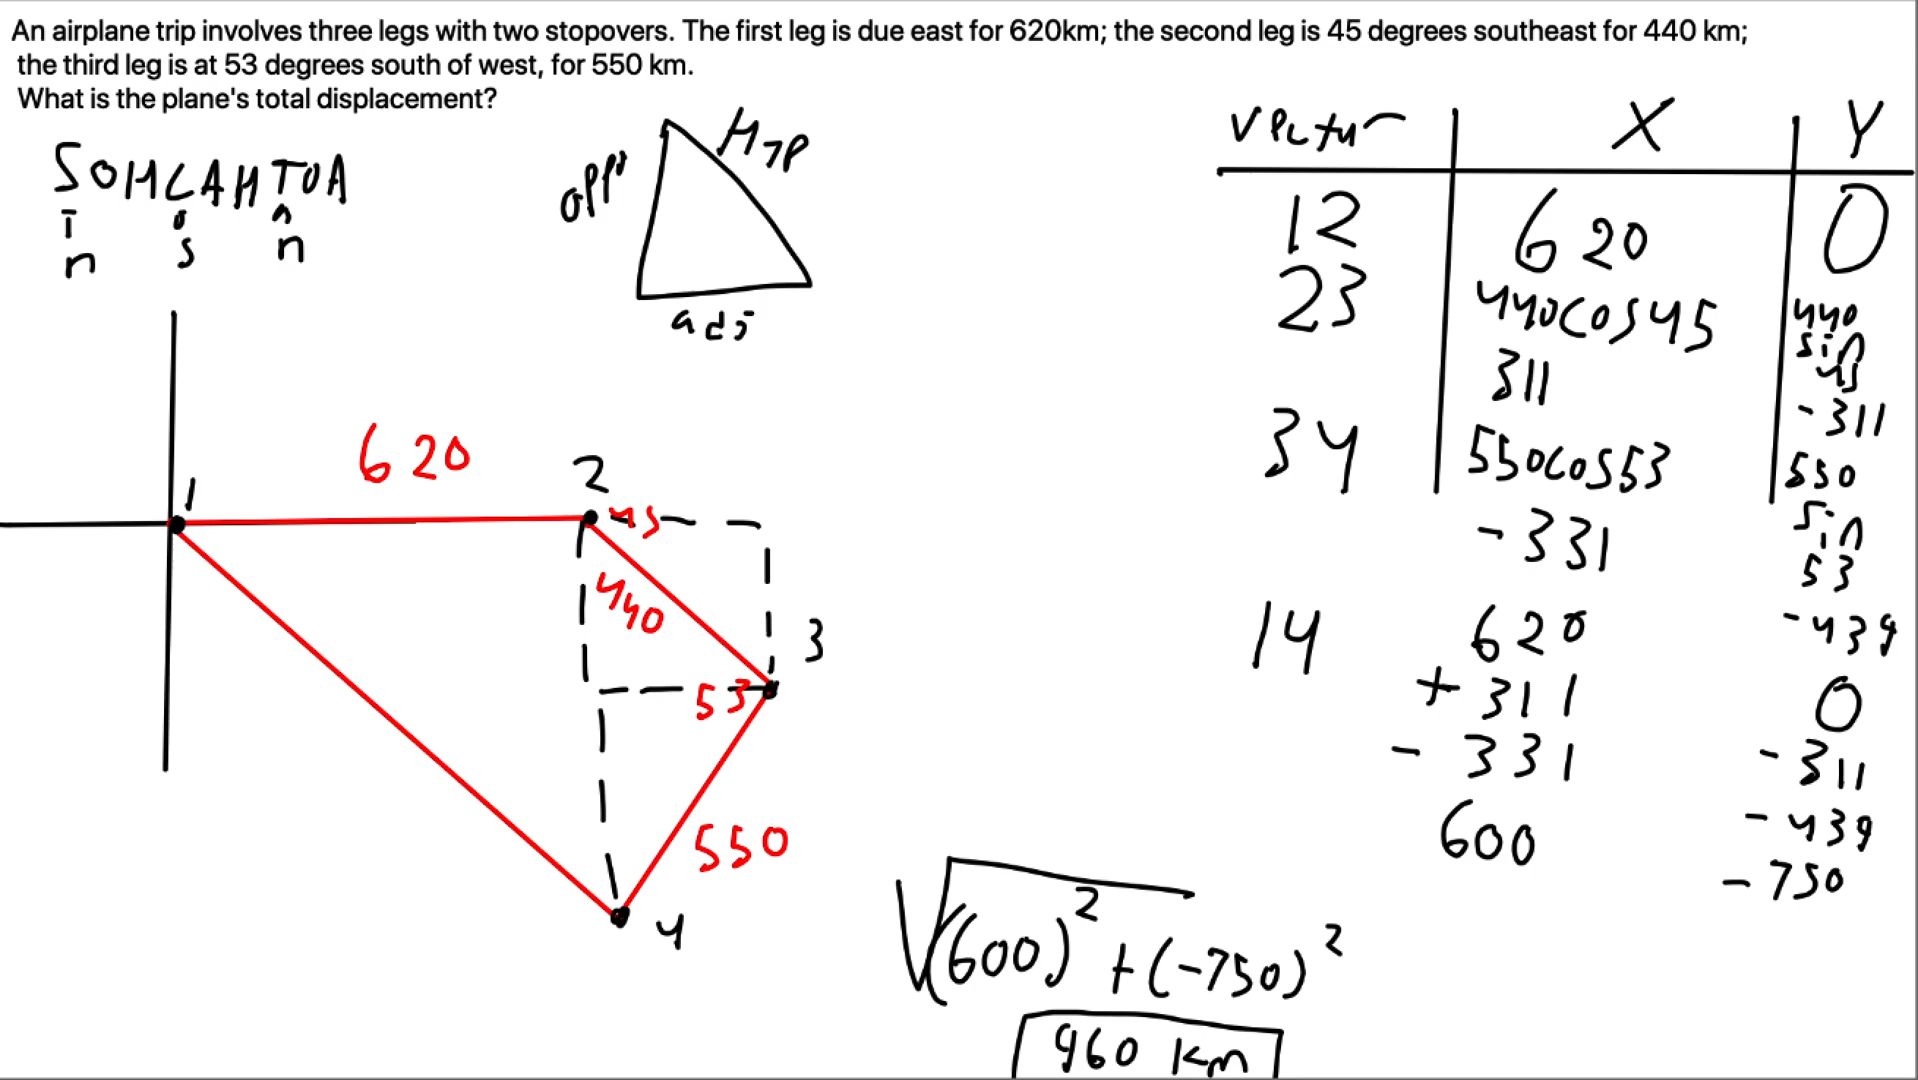 An airplane trip involves three legs with two stopovers. The first leg is due east for 620km; the second leg is 45 degrees southeast for 440 km;
the third leg is at 53 degrees south of west, for 550 km.
What is the plane's total displacement?
SOHCAHTOA
i o a
n s n
opp
Hyp
adj
Vector X Y
12 620 0
23 440cos45 440 sin 45
311 -311
34 550cos53 550 sin 53
-331 -439
14 620 0
+ 311 -311
- 331 -439
600 -750
1
620
2
45
440
3
53
550
4
√(600)² + (-750)²
960 km